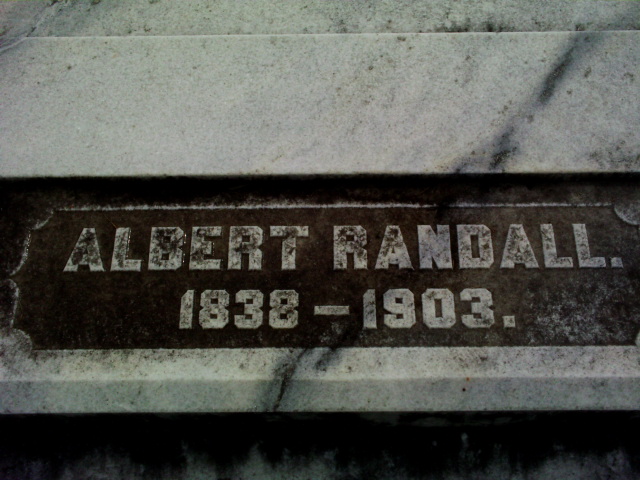 ALBERT RANDALL.
1838 – 1903.